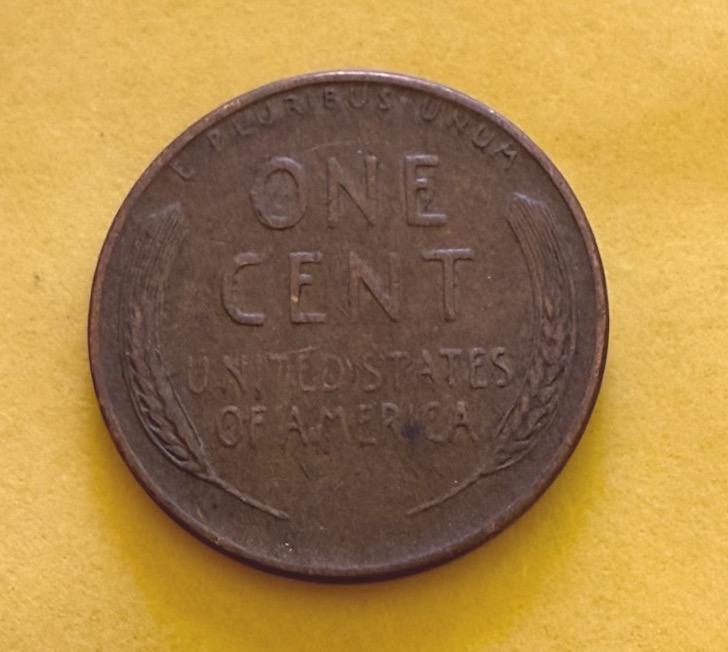 E PLURIBUS UNUM
ONE
CENT
UNITED STATES
OF AMERICA